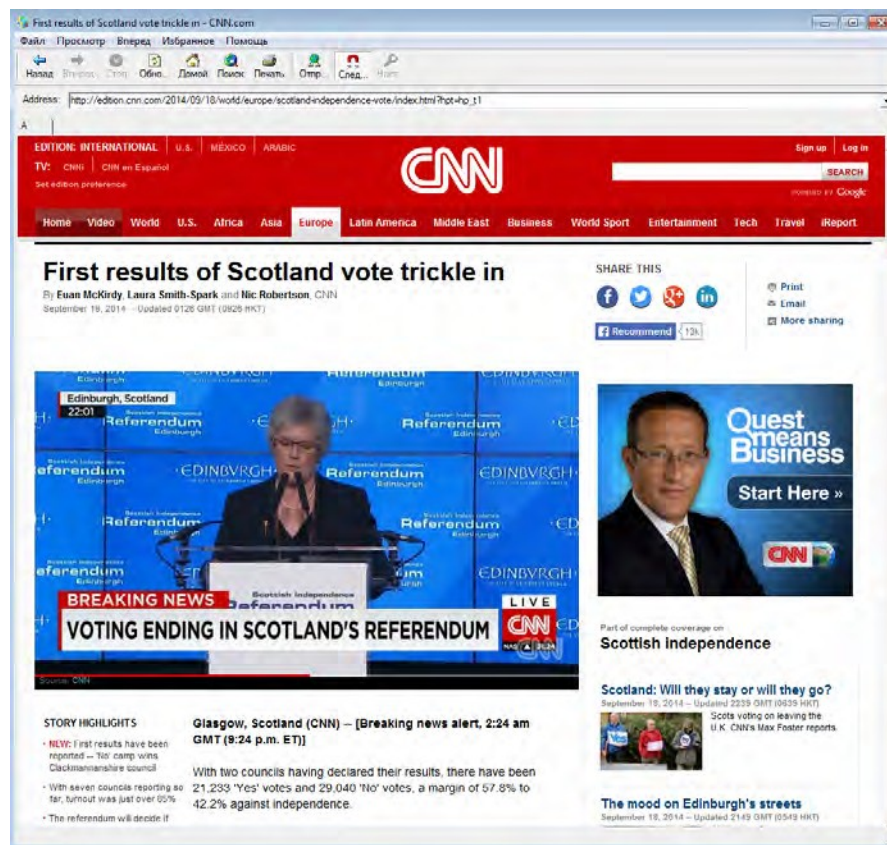 First results of Scotland vote trickle in - CNN.com
Файл Просмотр Вперед Избранное Помощь
Назад Стоп Обно... Домой Поиск Печать Отпр... След...
Address: http://edition.cnn.com/2014/09/18/world/europe/scotland-independence-vote/index.html?hpt=hp_t1
A
EDITION: INTERNATIONAL U.S. MÉXICO ARABIC
TV: CNNi CNN en Español
Set edition preference
CNN
Sign up Log in
SEARCH
POWERED BY Google
Home Video World U.S. Africa Asia Europe Latin America Middle East Business World Sport Entertainment Tech Travel iReport
First results of Scotland vote trickle in
By Euan McKirdy, Laura Smith-Spark and Nic Robertson, CNN
September 19, 2014 -- Updated 0126 GMT (0926 HKT)
SHARE THIS
Recommend 13k
Print
Email
More sharing
Edinburgh, Scotland
22:01
Referendum
Edinburgh
EDINBVRGH
Scottish Independence
Referendum
BREAKING NEWS
VOTING ENDING IN SCOTLAND'S REFERENDUM
LIVE
CNN
Source: CNN
Quest
means
Business
Start Here »
CNN
Part of complete coverage on
Scottish independence
Scotland: Will they stay or will they go?
September 18, 2014 -- Updated 2239 GMT (0639 HKT)
Scots voting on leaving the
U.K. CNN's Max Foster reports.
The mood on Edinburgh's streets
September 18, 2014 -- Updated 2149 GMT (0549 HKT)
STORY HIGHLIGHTS
NEW: First results have been
reported -- 'No' camp wins
Clackmannanshire council
With seven councils reporting so
far, turnout was just over 85%
The referendum will decide if
Glasgow, Scotland (CNN) -- [Breaking news alert, 2:24 am
GMT (9:24 p.m. ET)]
With two councils having declared their results, there have been
21,233 'Yes' votes and 29,040 'No' votes, a margin of 57.8% to
42.2% against independence.